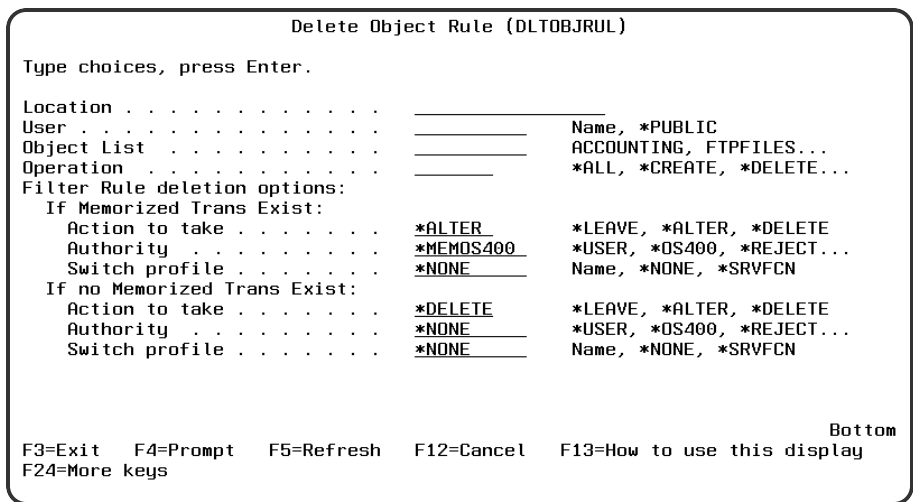 Delete Object Rule (DLTOBJRUL)
Type choices, press Enter.
Location . . . . . . . . . . . . .
User . . . . . . . . . . . . . . . Name, *PUBLIC
Object List . . . . . . . . . . ACCOUNTING, FTPFILES...
Operation . . . . . . . . . . . *ALL, *CREATE, *DELETE...
Filter Rule deletion options:
If Memorized Trans Exist:
Action to take . . . . . . . *ALTER *LEAVE, *ALTER, *DELETE
Authority . . . . . . . . *MEMOS400 *USER, *OS400, *REJECT...
Switch profile . . . . . . . *NONE Name, *NONE, *SRVFCN
If no Memorized Trans Exist:
Action to take . . . . . . . *DELETE *LEAVE, *ALTER, *DELETE
Authority . . . . . . . . *NONE *USER, *OS400, *REJECT...
Switch profile . . . . . . . *NONE Name, *NONE, *SRVFCN
Bottom
F3=Exit F4=Prompt F5=Refresh F12=Cancel F13=How to use this display
F24=More keys